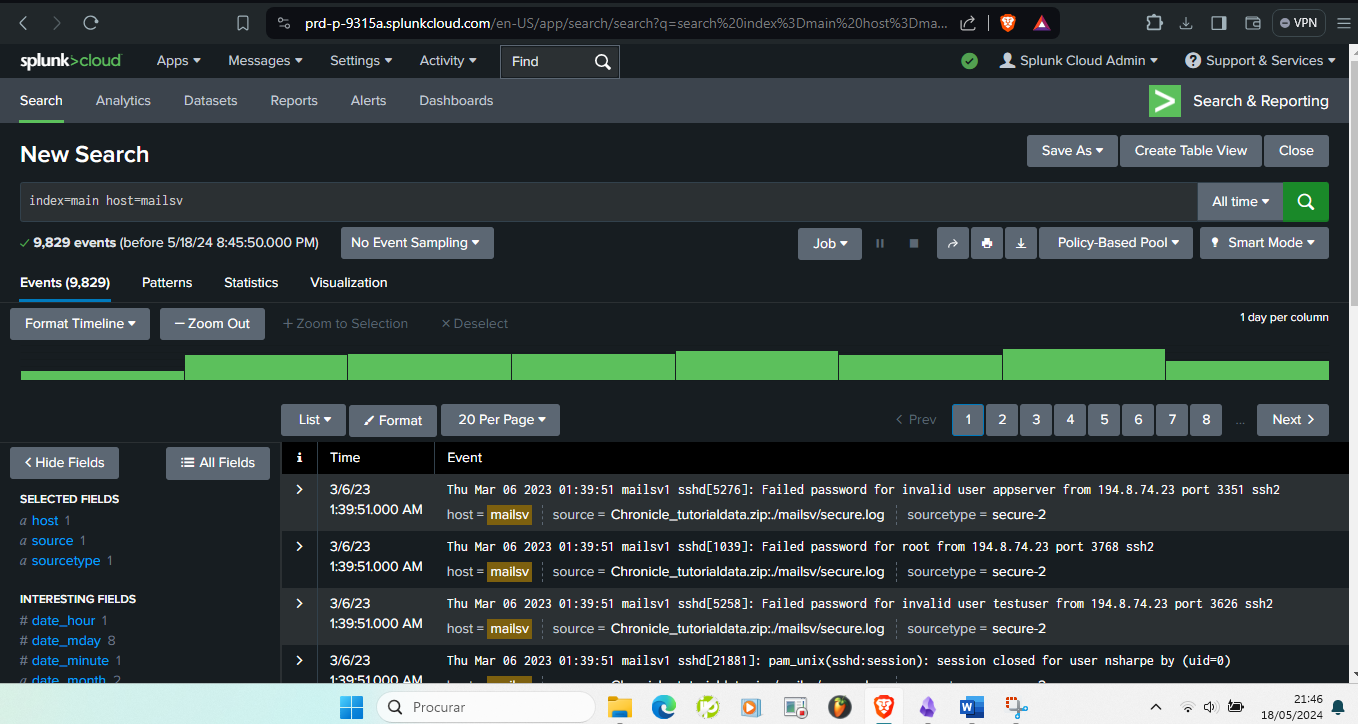 prd-p-9315a.splunkcloud.com/en-US/app/search/search?q=search%20index%3Dmain%20host%3Dma... VPN
splunk>cloud Apps Messages Settings Activity Find Splunk Cloud Admin Support & Services
Search Analytics Datasets Reports Alerts Dashboards Search & Reporting
New Search Save As Create Table View Close
index=main host=mailsv All time
9,829 events (before 5/18/24 8:45:50.000 PM) No Event Sampling Job Policy-Based Pool Smart Mode
Events (9,829) Patterns Statistics Visualization
Format Timeline — Zoom Out + Zoom to Selection × Deselect 1 day per column
List Format 20 Per Page < Prev 1 2 3 4 5 6 7 8 ... Next >
< Hide Fields All Fields i Time Event
SELECTED FIELDS
a host 1
a source 1
a sourcetype 1
INTERESTING FIELDS
# date_hour 1
# date_mday 8
# date_minute 1
a date_month 2
> 3/6/23 Thu Mar 06 2023 01:39:51 mailsv1 sshd[5276]: Failed password for invalid user appserver from 194.8.74.23 port 3351 ssh2
1:39:51.000 AM host = mailsv source = Chronicle_tutorialdata.zip:./mailsv/secure.log sourcetype = secure-2
> 3/6/23 Thu Mar 06 2023 01:39:51 mailsv1 sshd[1039]: Failed password for root from 194.8.74.23 port 3768 ssh2
1:39:51.000 AM host = mailsv source = Chronicle_tutorialdata.zip:./mailsv/secure.log sourcetype = secure-2
> 3/6/23 Thu Mar 06 2023 01:39:51 mailsv1 sshd[5258]: Failed password for invalid user testuser from 194.8.74.23 port 3626 ssh2
1:39:51.000 AM host = mailsv source = Chronicle_tutorialdata.zip:./mailsv/secure.log sourcetype = secure-2
> 3/6/23 Thu Mar 06 2023 01:39:51 mailsv1 sshd[21881]: pam_unix(sshd:session): session closed for user nsharpe by (uid=0)
1:39:51.000 AM host = mailsv source = Chronicle_tutorialdata.zip:./mailsv/secure.log sourcetype = secure-2
Procurar 21:46
18/05/2024